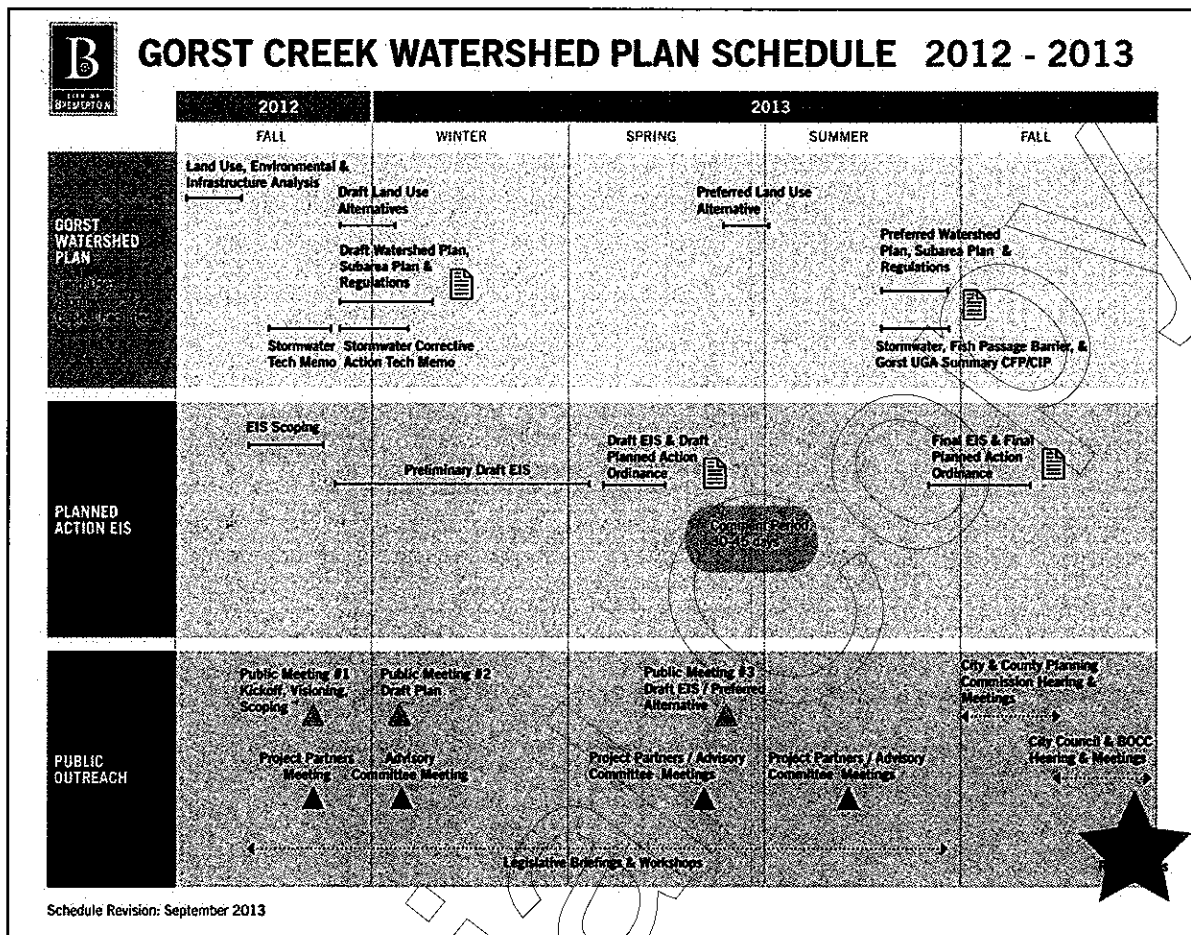 B
CITY OF
BREMERTON
GORST CREEK WATERSHED PLAN SCHEDULE 2012 - 2013
2012
2013
FALL
WINTER
SPRING
SUMMER
FALL
GORST
WATERSHED
PLAN
Land Use, Environmental &
Infrastructure Analysis
Draft Land Use
Alternatives
Draft Watershed Plan,
Subarea Plan &
Regulations
Stormwater
Tech Memo
Stormwater Corrective
Action Tech Memo
Preferred Land Use
Alternative
Preferred Watershed
Plan, Subarea Plan &
Regulations
Stormwater, Fish Passage Barrier, &
Gorst UGA Summary CFP/CIP
PLANNED
ACTION EIS
EIS Scoping
Preliminary Draft EIS
Draft EIS & Draft
Planned Action
Ordinance
Comment Period
Final EIS & Final
Planned Action
Ordinance
PUBLIC
OUTREACH
Public Meeting #1
Kickoff, Visioning,
Scoping
Public Meeting #2
Draft Plan
Public Meeting #3
Draft EIS / Preferred
Alternative
City & County Planning
Commission Hearing &
Meetings
Project Partners
Meeting
Advisory
Committee Meeting
Project Partners / Advisory
Committee Meetings
Project Partners / Advisory
Committee Meetings
City Council & BOCC
Hearing & Meetings
Legislative Briefings & Workshops
Schedule Revision: September 2013